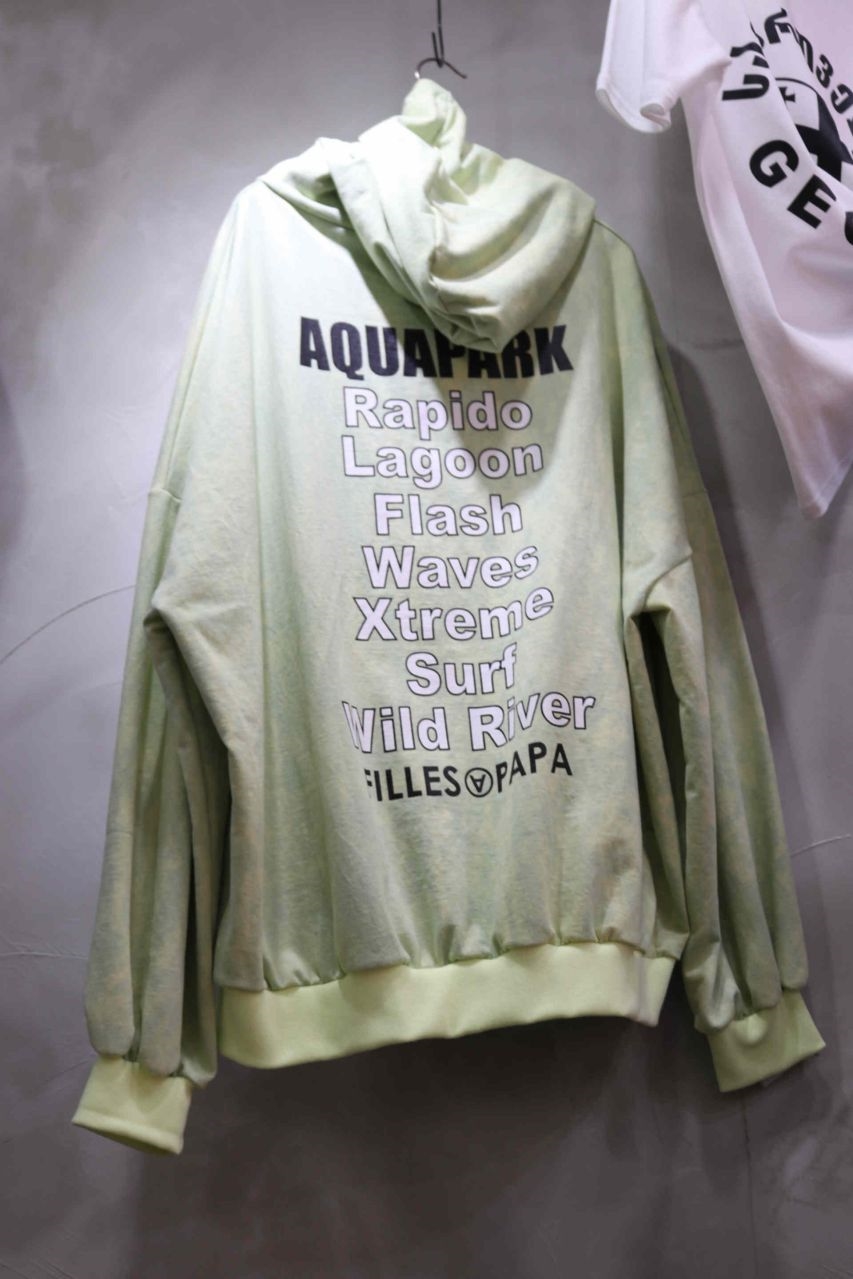 AQUAPARK
Rapido
Lagoon
Flash
Waves
Xtreme
Surf
Wild River
FILLES Ⓐ PAPA